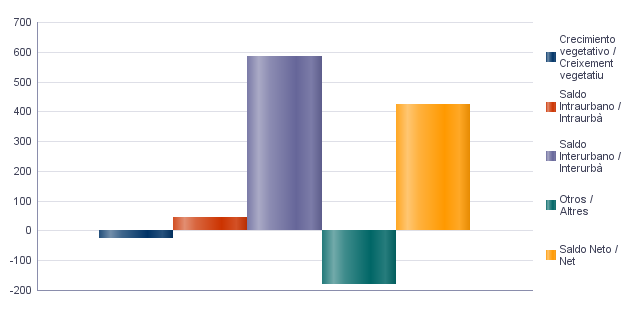 700
600
500
400
300
200
100
0
-100
-200
Crecimiento
vegetativo /
Creixement
vegetatiu
Saldo
Intraurbano /
Intraurbà
Saldo
Interurbano /
Interurbà
Otros /
Altres
Saldo Neto /
Net